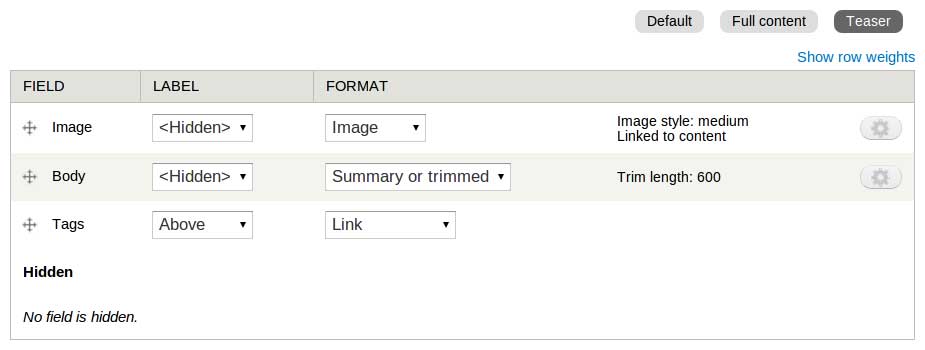 Default Full content Teaser
Show row weights
FIELD LABEL FORMAT
Image <Hidden> Image Image style: medium
Linked to content
Body <Hidden> Summary or trimmed Trim length: 600
Tags Above Link
Hidden
No field is hidden.